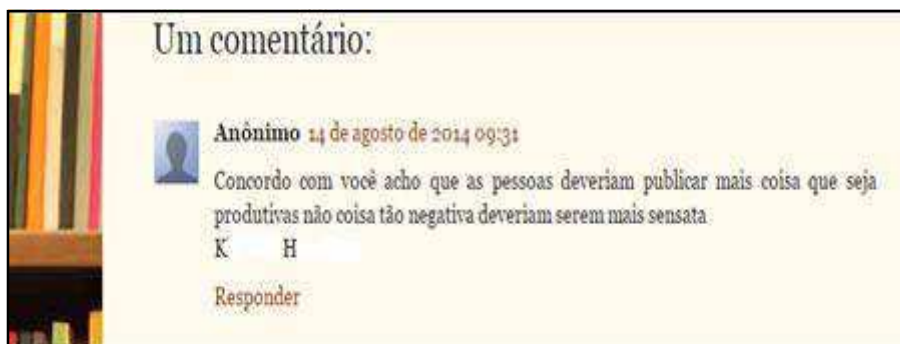 Um comentário:
Anônimo 14 de agosto de 2014 09:31
Concordo com você acho que as pessoas deveriam publicar mais coisa que seja
produtivas não coisa tão negativa deveriam serem mais sensata
K H
Responder